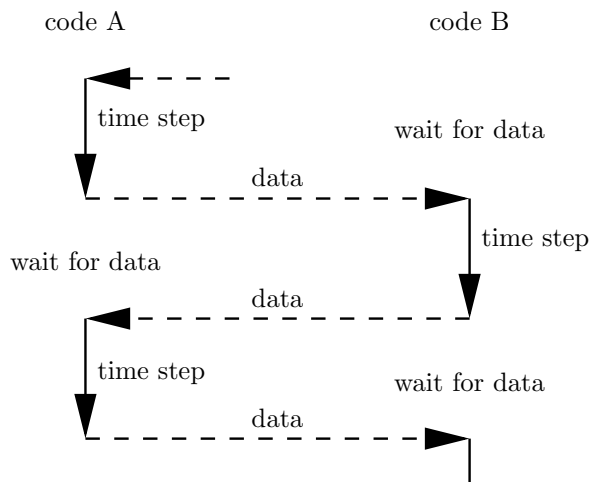 code A
code B
time step
wait for data
data
time step
wait for data
data
time step
wait for data
data